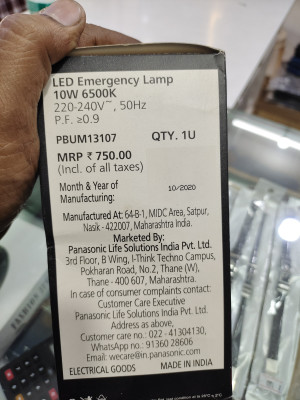 LED Emergency Lamp
10W 6500K
220-240V~, 50Hz
P.F. ≥0.9
PBUM13107 QTY. 1U
MRP ₹ 750.00
(Incl. of all taxes)
Month & Year of 10/2020
Manufacturing:
Manufactured At: 64-B-1, MIDC Area, Satpur,
Nasik - 422007, Maharashtra India.
Marketed By:
Panasonic Life Solutions India Pvt. Ltd.
3rd Floor, B Wing, I-Think Techno Campus,
Pokharan Road, No.2, Thane (W),
Thane - 400 607, Maharashtra.
In case of consumer complaints contact:
Customer Care Executive
Panasonic Life Solutions India Pvt. Ltd.
Address as above,
Customer care no.: 022 - 41304130,
WhatsApp no.: 91360 28606
Email: wecare@in.panasonic.com
ELECTRICAL GOODS MADE IN INDIA